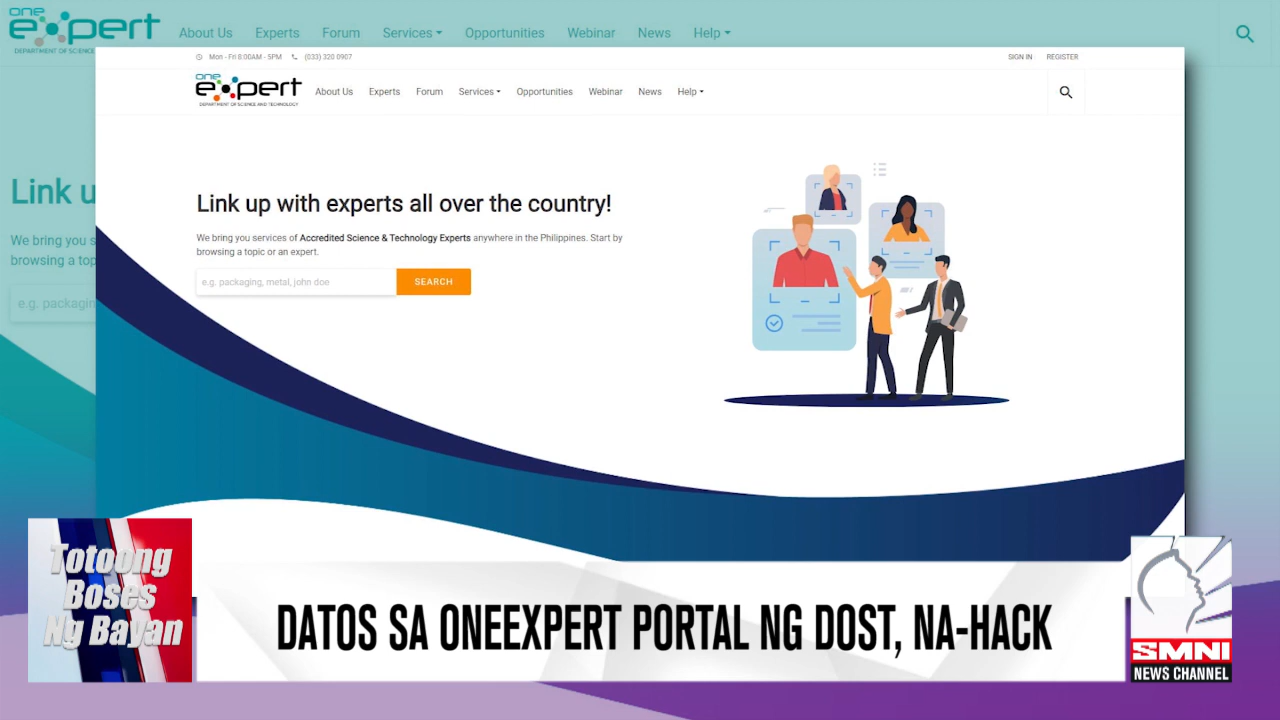 one
expert
DEPARTMENT OF SCIENCE
About Us Experts Forum Services Opportunities Webinar News Help
Mon - Fri 8:00AM - 5PM (033) 320 0907 SIGN IN REGISTER
one
expert
DEPARTMENT OF SCIENCE AND TECHNOLOGY
About Us Experts Forum Services Opportunities Webinar News Help
Link u
We bring you s
browsing a top
e.g. packagin
Link up with experts all over the country!
We bring you services of Accredited Science & Technology Experts anywhere in the Philippines. Start by
browsing a topic or an expert.
e.g. packaging, metal, john doe SEARCH
Totoong
Boses
Ng Bayan
DATOS SA ONEEXPERT PORTAL NG DOST, NA-HACK
SMNI
NEWS CHANNEL